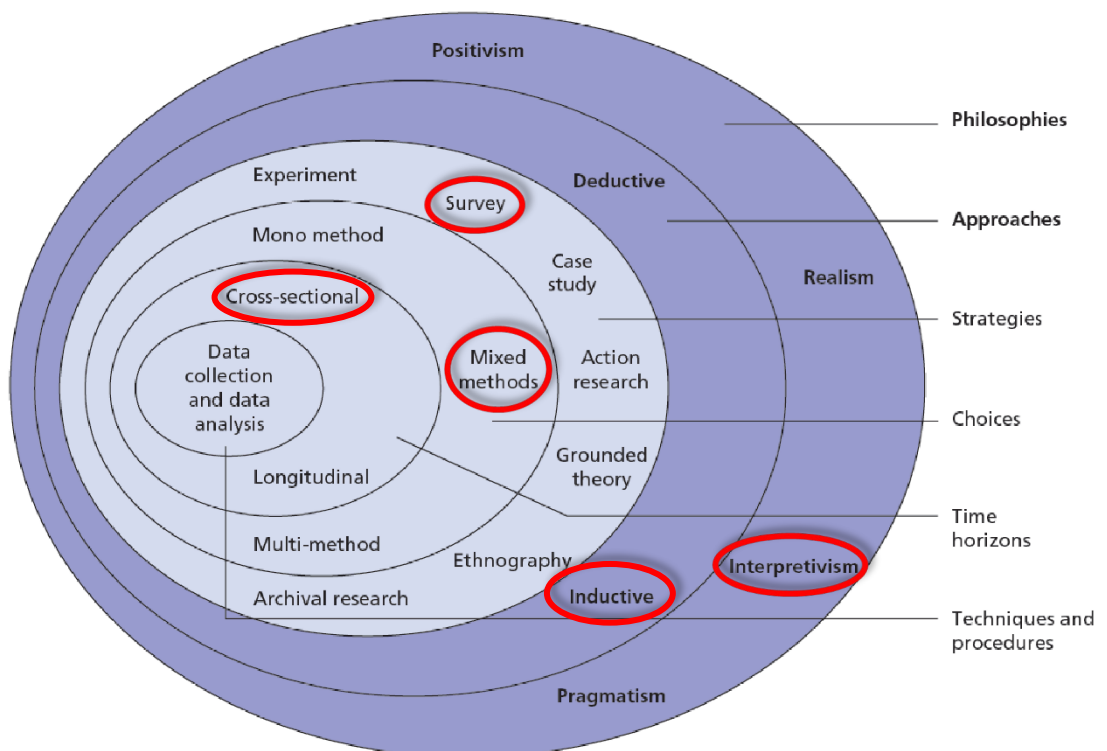 Positivism
Philosophies
Experiment
Deductive
Survey
Approaches
Mono method
Case
study
Realism
Cross-sectional
Strategies
Data
collection
and data
analysis
Mixed
methods
Action
research
Choices
Grounded
theory
Longitudinal
Time
horizons
Multi-method
Ethnography
Interpretivism
Archival research
Inductive
Techniques and
procedures
Pragmatism